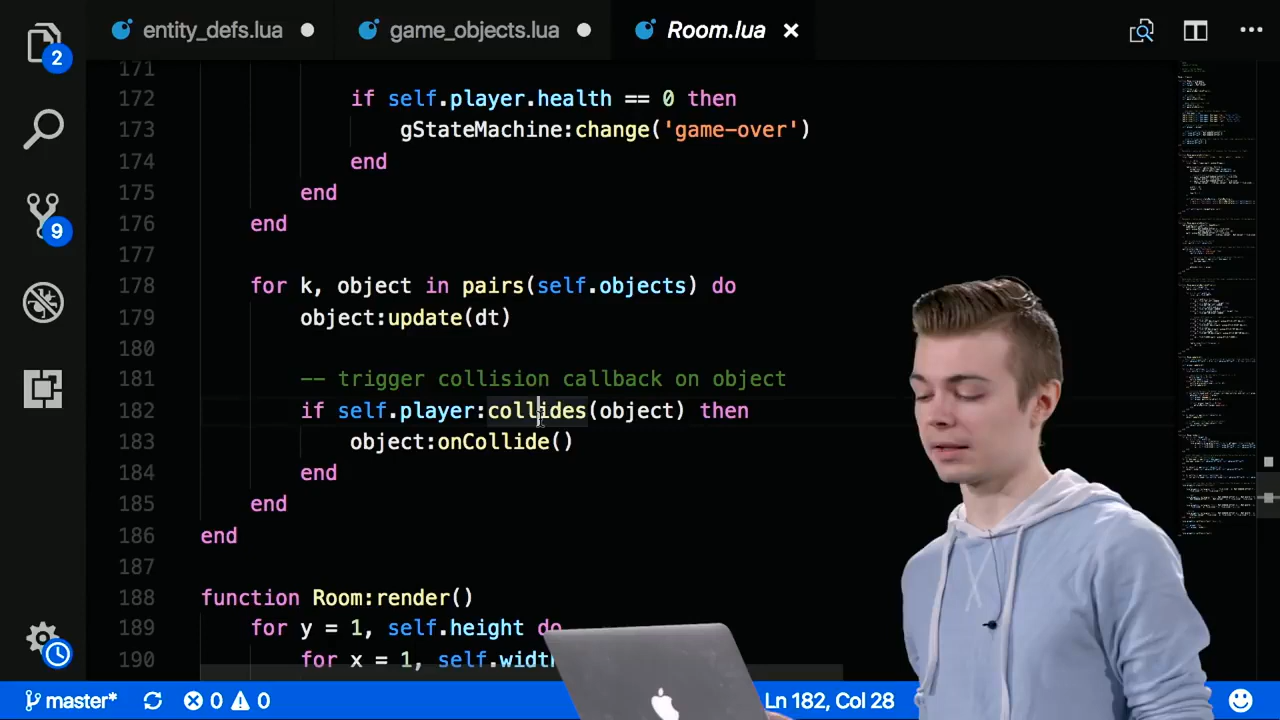 entity_defs.lua
game_objects.lua
Room.lua
2
9
171
172 if self.player.health == 0 then
173 gStateMachine:change('game-over')
174 end
175 end
176 end
177
178 for k, object in pairs(self.objects) do
179 object:update(dt)
180
181 -- trigger collision callback on object
182 if self.player:collides(object) then
183 object:onCollide()
184 end
185 end
186 end
187
188 function Room:render()
189 for y = 1, self.height do
190 for x = 1, self.width
master* 0 0 Ln 182, Col 28